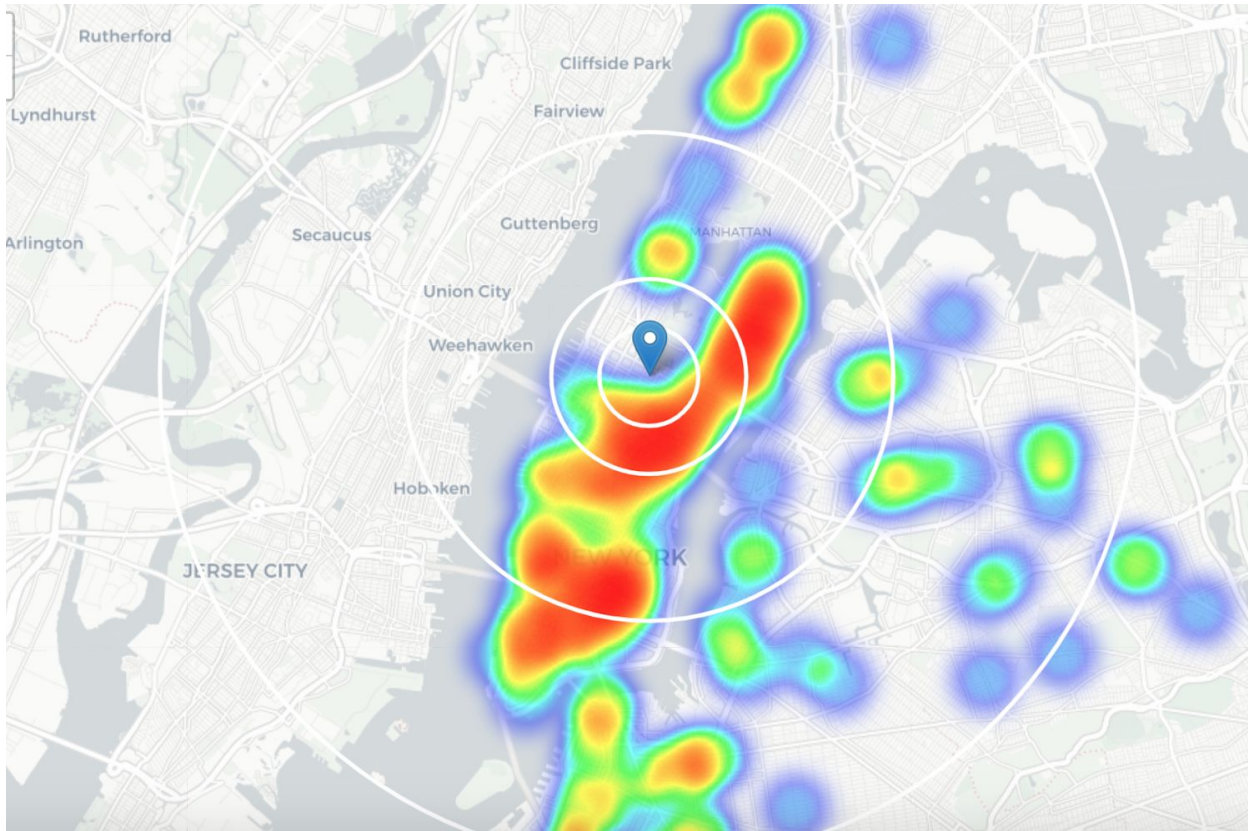 Rutherford
Cliffside Park
Lyndhurst
Fairview
Guttenberg
MANHATTAN
Secaucus
Arlington
Union City
Weehawken
Hoboken
NEW YORK
JERSEY CITY